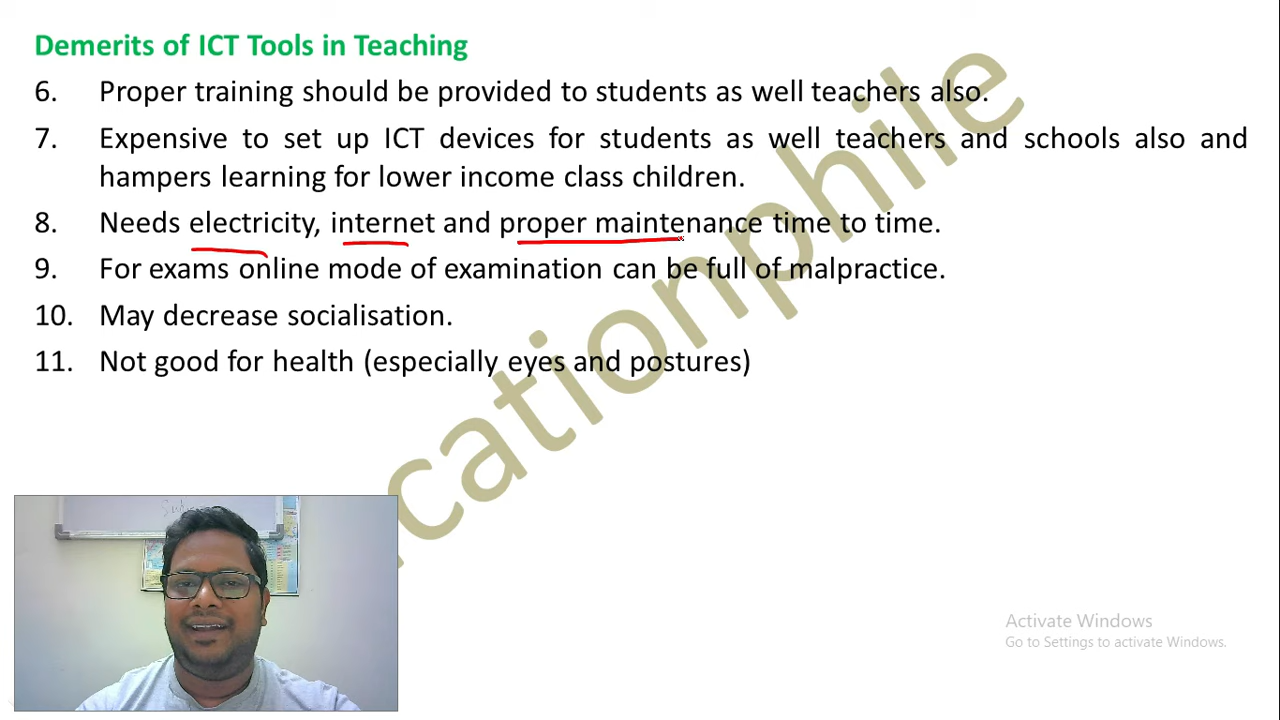 Demerits of ICT Tools in Teaching
6. Proper training should be provided to students as well teachers also.
7. Expensive to set up ICT devices for students as well teachers and schools also and
hampers learning for lower income class children.
8. Needs electricity, internet and proper maintenance time to time.
9. For exams online mode of examination can be full of malpractice.
10. May decrease socialisation.
11. Not good for health (especially eyes and postures)
cationphile
Activate Windows
Go to Settings to activate Windows.